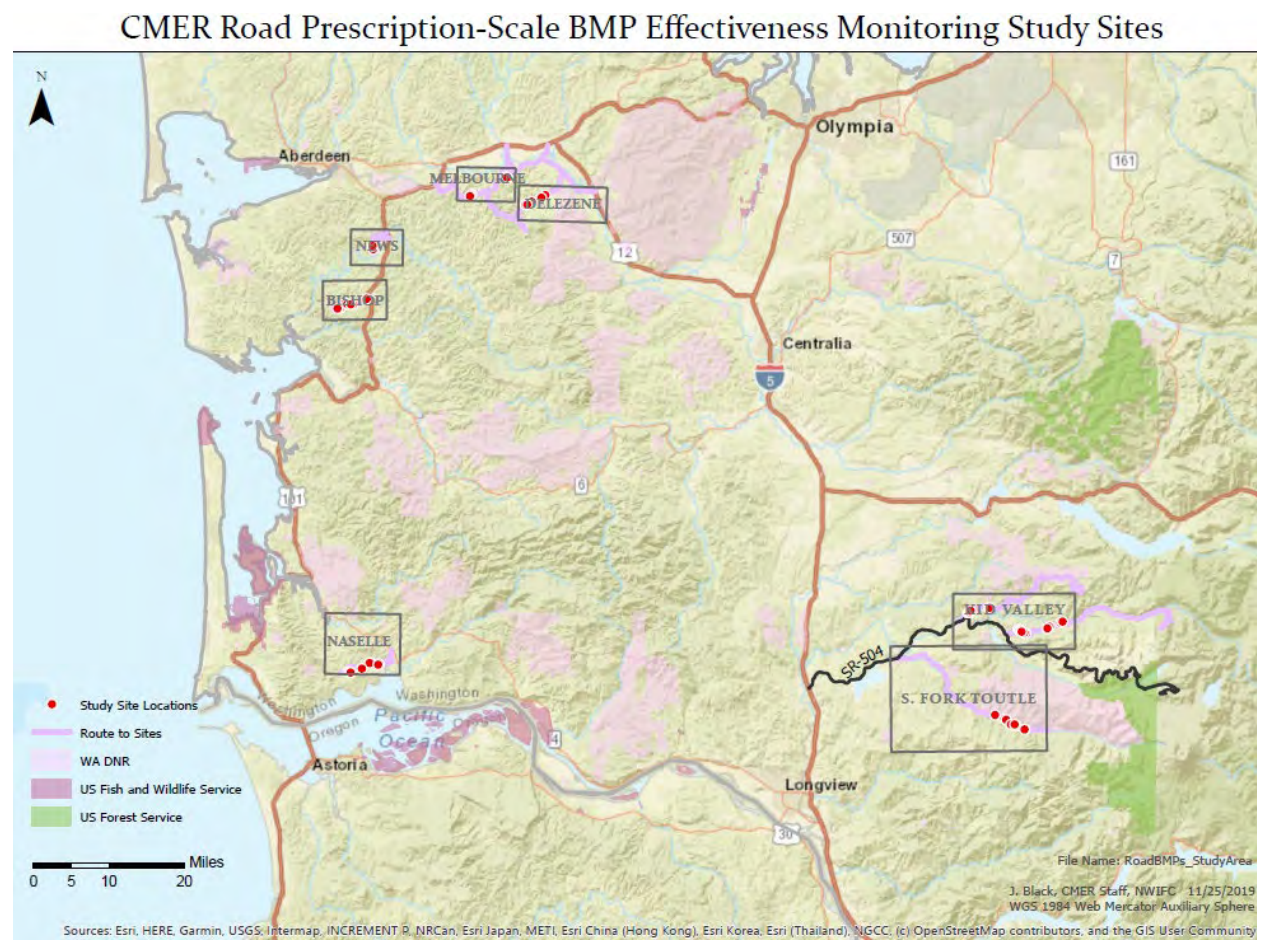 CMER Road Prescription-Scale BMP Effectiveness Monitoring Study Sites
N
Olympia
Aberdeen
161
MELBOURNE
DELEZENE
507
NEWS
12
7
BISHOP
Centralia
5
6
101
KID VALLEY
NASELLE
SR-504
S. FORK TOUTLE
Washington
Washington
Oregon
Oregon
Pacific
Ocean
4
Astoria
Longview
30
Study Site Locations
Route to Sites
WA DNR
US Fish and Wildlife Service
US Forest Service
Miles
0 5 10 20
File Name: RoadBMPs_StudyArea
J. Black, CMER Staff, NWIFC 11/25/2019
WGS 1984 Web Mercator Auxiliary Sphere
Sources: Esri, HERE, Garmin, USGS, Intermap, INCREMENT P, NRCan, Esri Japan, METI, Esri China (Hong Kong), Esri Korea, Esri (Thailand), NGCC, (c) OpenStreetMap contributors, and the GIS User Community